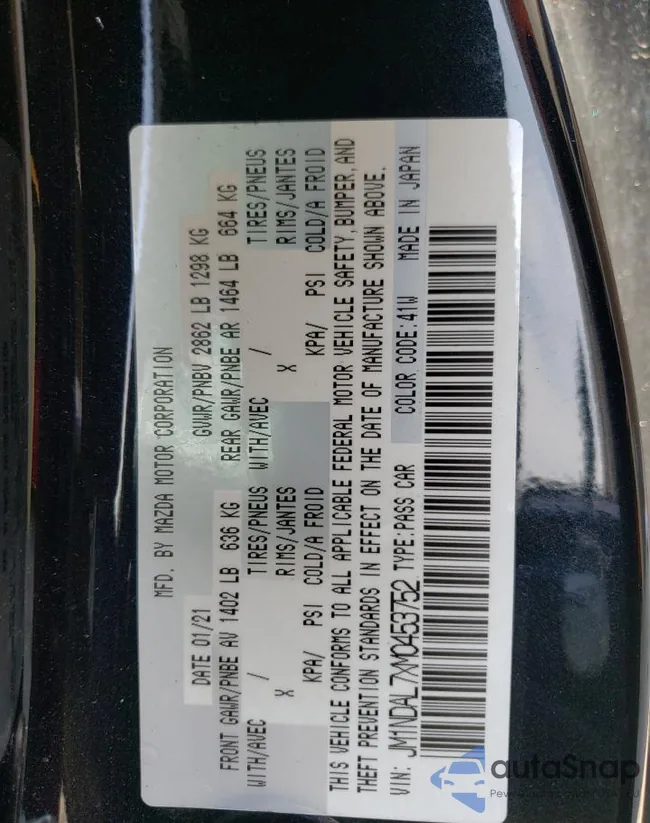 MFD. BY MAZDA MOTOR CORPORATION
DATE 01/21 GVWR/PNBV 2862 LB 1298 KG
FRONT GAWR/PNBE AV 1402 LB 636 KG REAR GAWR/PNBE AR 1464 LB 664 KG
WITH/AVEC / TIRES/PNEUS WITH/AVEC / TIRES/PNEUS
X RIMS/JANTES X RIMS/JANTES
KPA/ PSI COLD/A FROID KPA/ PSI COLD/A FROID
THIS VEHICLE CONFORMS TO ALL APPLICABLE FEDERAL MOTOR VEHICLE SAFETY, BUMPER, AND
THEFT PREVENTION STANDARDS IN EFFECT ON THE DATE OF MANUFACTURE SHOWN ABOVE.
VIN: JM1NDAL7XM0453752 TYPE:PASS CAR COLOR CODE:41W MADE IN JAPAN
autoSnap